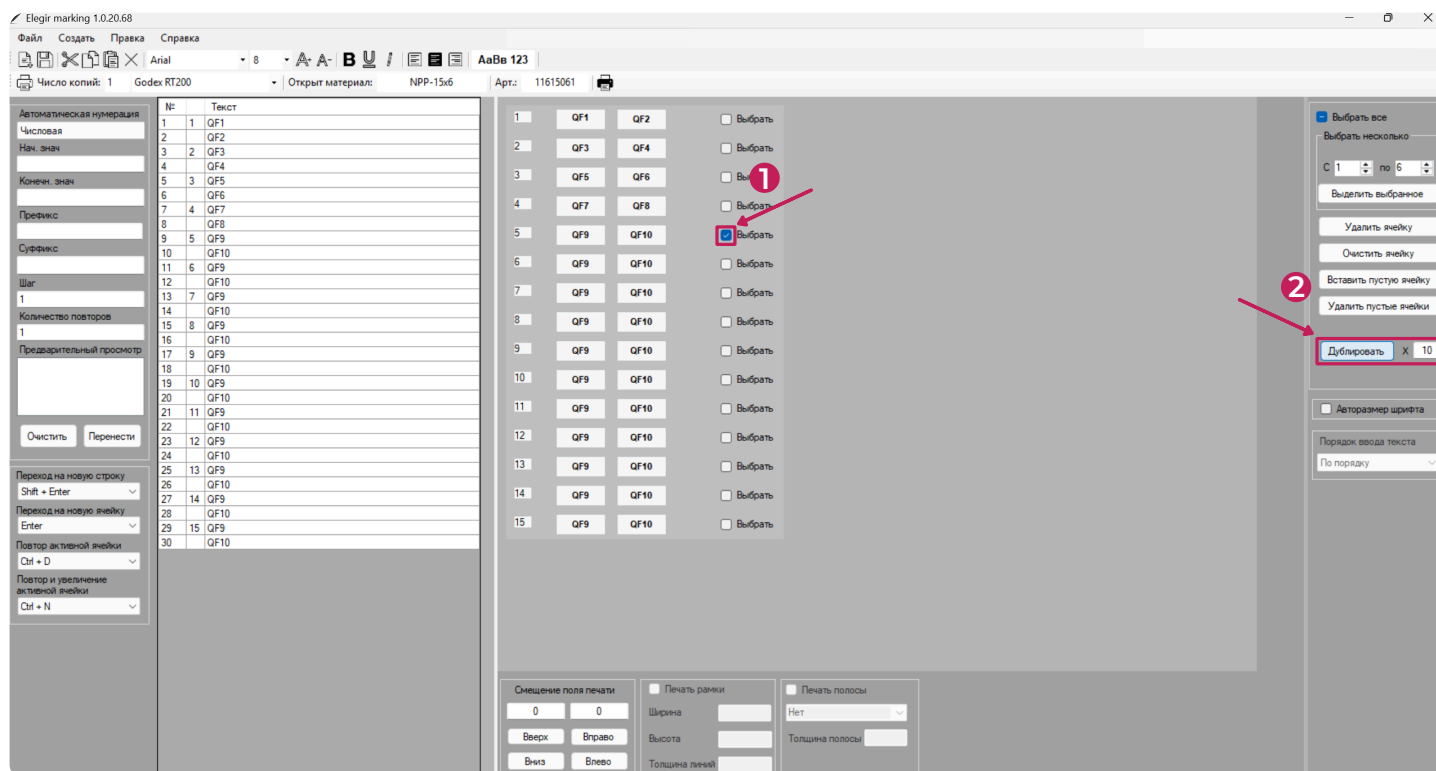 Elegir marking 1.0.20.68
Файл Создать Правка Справка
Arial 8 A+ A- B U I АаВв 123
Число копий: 1 Godex RT200 Открыт материал: NPP-15x6 Арт.: 11615061
Автоматическая нумерация
Числовая
Нач. знач
Конечн. знач
Префикс
Суффикс
Шаг
1
Количество повторов
1
Предварительный просмотр
Очистить Перенести
Переход на новую строку
Shift + Enter
Переход на новую ячейку
Enter
Повтор активной ячейки
Ctrl + D
Повтор и увеличение
активной ячейки
Ctrl + N
№ Текст
1 1 QF1
2 QF2
3 2 QF3
4 QF4
5 3 QF5
6 QF6
7 4 QF7
8 QF8
9 5 QF9
10 QF10
11 6 QF9
12 QF10
13 7 QF9
14 QF10
15 8 QF9
16 QF10
17 9 QF9
18 QF10
19 10 QF9
20 QF10
21 11 QF9
22 QF10
23 12 QF9
24 QF10
25 13 QF9
26 QF10
27 14 QF9
28 QF10
29 15 QF9
30 QF10
1 QF1 QF2 Выбрать
2 QF3 QF4 Выбрать
3 QF5 QF6
1
4 QF7 QF8 Выбрать
5 QF9 QF10 Выбрать
6 QF9 QF10 Выбрать
7 QF9 QF10 Выбрать
8 QF9 QF10 Выбрать
9 QF9 QF10 Выбрать
10 QF9 QF10 Выбрать
11 QF9 QF10 Выбрать
12 QF9 QF10 Выбрать
13 QF9 QF10 Выбрать
14 QF9 QF10 Выбрать
15 QF9 QF10 Выбрать
Смещение поля печати
0 0
Вверх Вправо
Вниз Влево
Печать рамки
Ширина
Высота
Толщина линий
Печать полосы
Нет
Толщина полосы
Выбрать все
Выбрать несколько
С 1 по 6
Выделить выбранное
Удалить ячейку
Очистить ячейку
Вставить пустую ячейку
2
Удалить пустые ячейки
Дублировать X 10
Авторазмер шрифта
Порядок ввода текста
По порядку